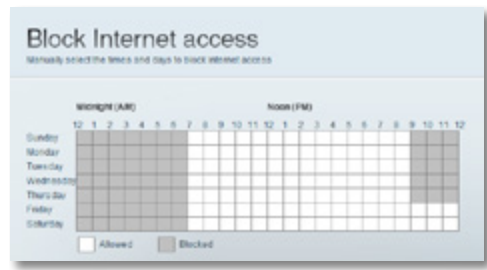 Block Internet access
Manually select the times and days to block internet access
Midnight (AM) Noon (PM)
12 1 2 3 4 5 6 7 8 9 10 11 12 1 2 3 4 5 6 7 8 9 10 11 12
Sunday
Monday
Tuesday
Wednesday
Thursday
Friday
Saturday
Allowed Blocked